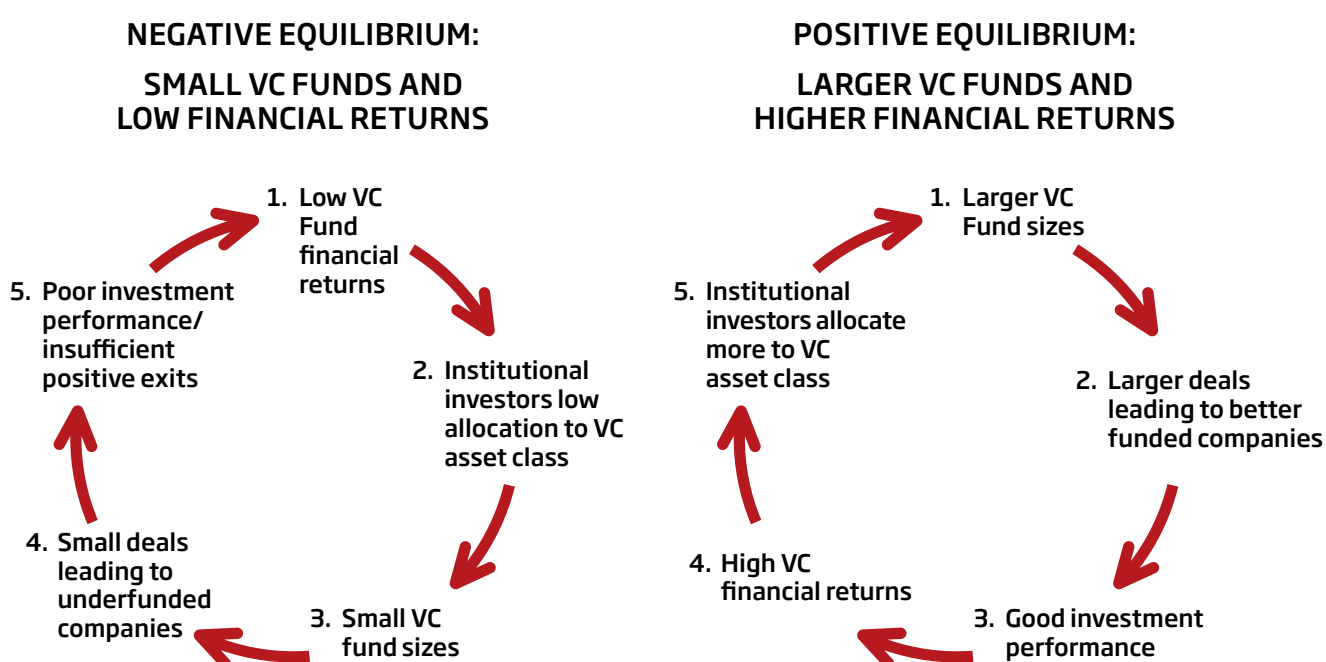 NEGATIVE EQUILIBRIUM:
SMALL VC FUNDS AND
LOW FINANCIAL RETURNS
1. Low VC
Fund
financial
returns
2. Institutional
investors low
allocation to VC
asset class
3. Small VC
fund sizes
4. Small deals
leading to
underfunded
companies
5. Poor investment
performance/
insufficient
positive exits
POSITIVE EQUILIBRIUM:
LARGER VC FUNDS AND
HIGHER FINANCIAL RETURNS
1. Larger VC
Fund sizes
2. Larger deals
leading to better
funded companies
3. Good investment
performance
4. High VC
financial returns
5. Institutional
investors allocate
more to VC
asset class